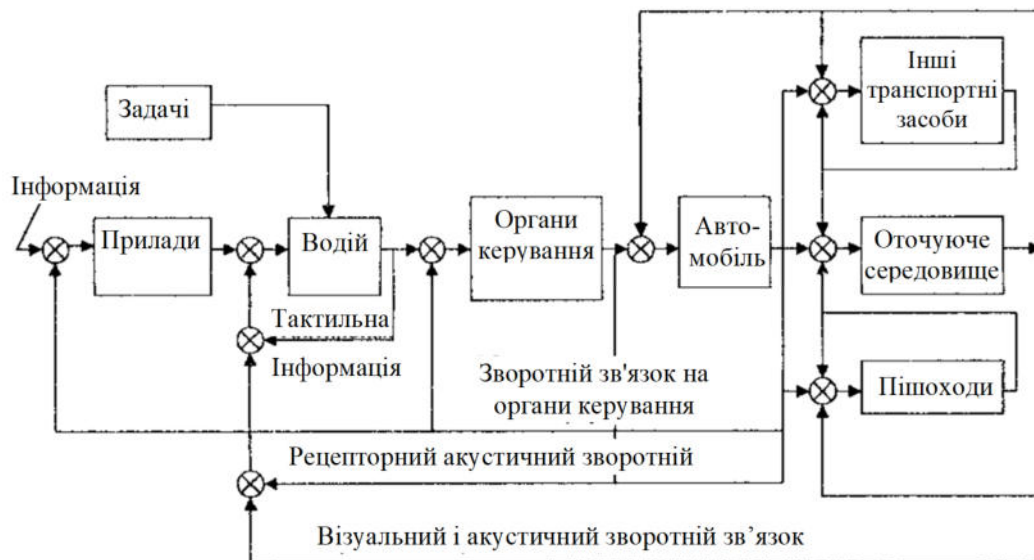 Інші
транспортні
засоби
Задачі
Інформація
Прилади
Водій
Органи
керування
Авто-
мобіль
Оточуюче
середовище
Тактильна
Інформація
Зворотній зв'язок на
органи керування
Пішоходи
Рецепторний акустичний зворотній
Візуальний і акустичний зворотній зв’язок